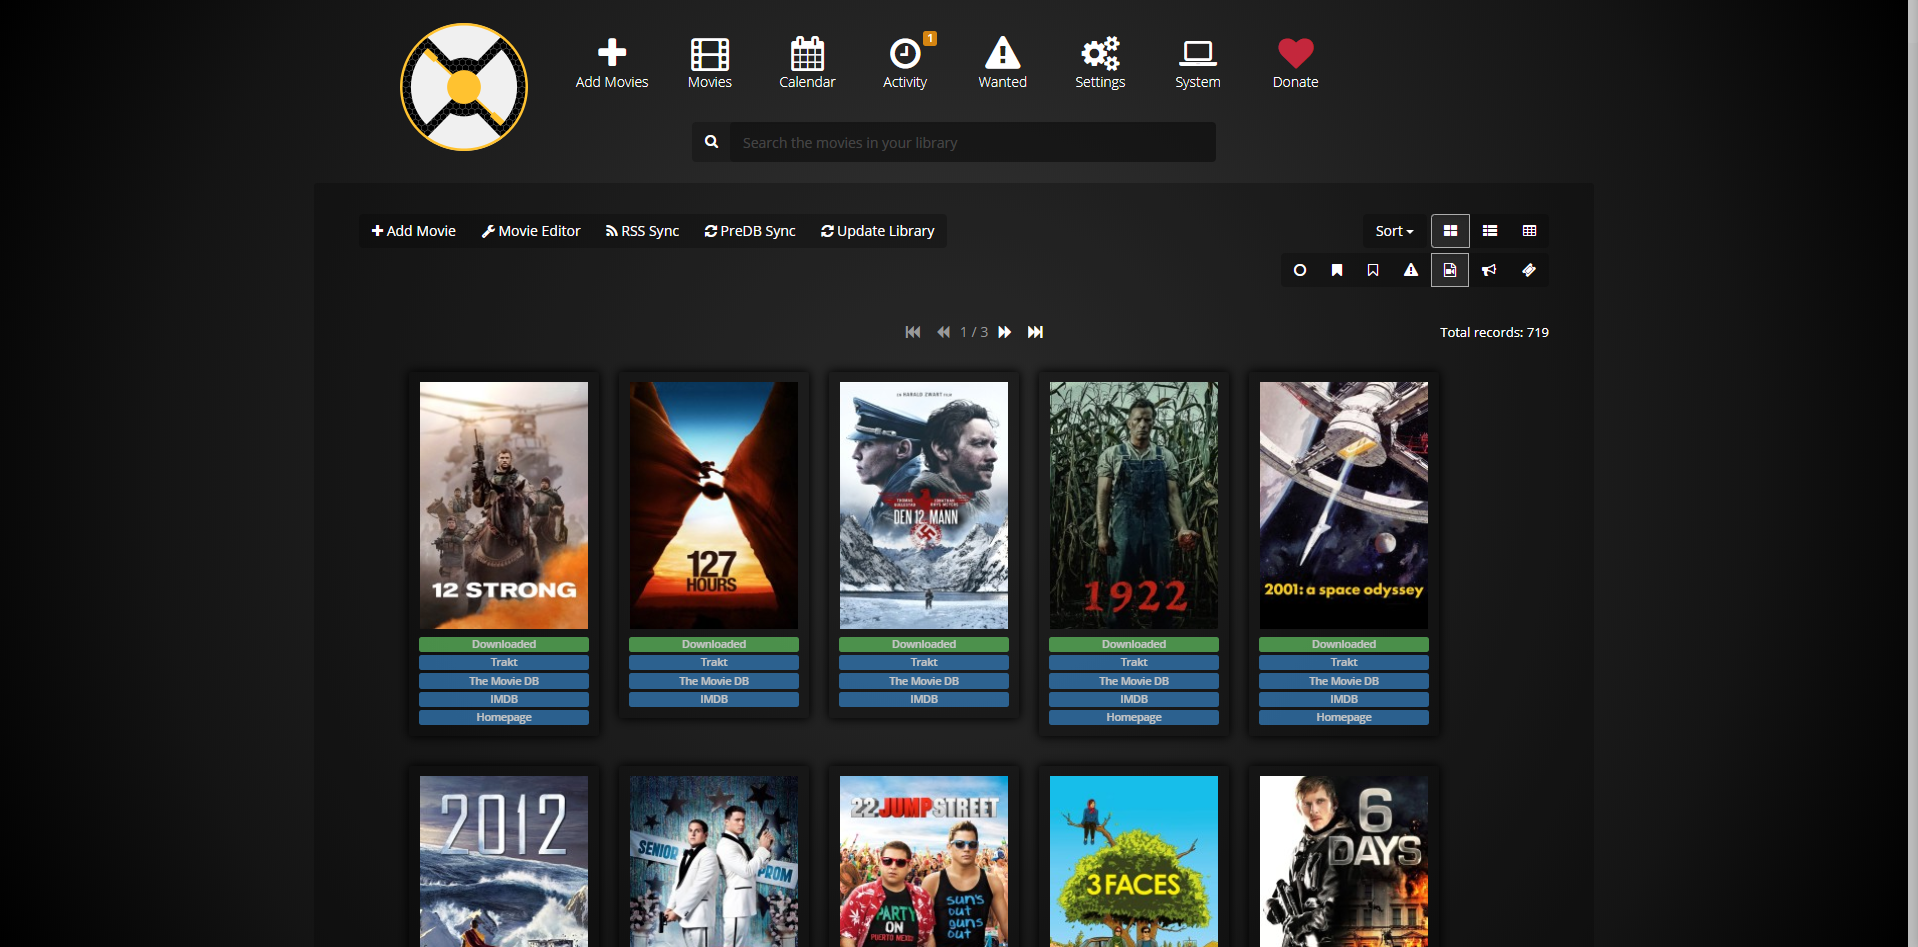 Add Movies
Movies
Calendar
1
Activity
Wanted
Settings
System
Donate
Search the movies in your library
Add Movie
Movie Editor
RSS Sync
PreDB Sync
Update Library
Sort
1 / 3
Total records: 719
12 STRONG
Downloaded
Trakt
The Movie DB
IMDB
Homepage
127
HOURS
Downloaded
Trakt
The Movie DB
IMDB
HARALD ZWART
DEN 12. MANN
Downloaded
Trakt
The Movie DB
IMDB
1922
Downloaded
Trakt
The Movie DB
IMDB
Homepage
2001: a space odyssey
Downloaded
Trakt
The Movie DB
IMDB
Homepage
2012
SENIOR
PROM
22 JUMP STREET
PARTY
ON
PUERTO MEXICO
sun's
out
guns
out
3 FACES
6
DAYS